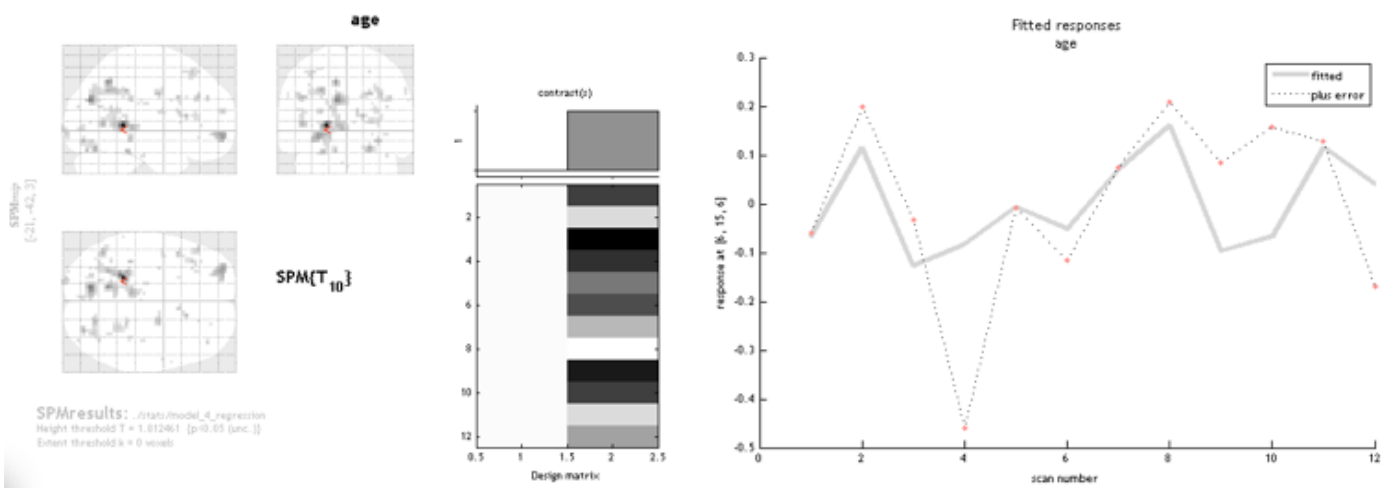 age
SPMmip
[-21, -42, 3]
SPM{T10}
SPMresults: ../stats/model_4_regression
Height threshold T = 1.812461 {p<0.05 (unc.)}
Extent threshold k = 0 voxels
contrast(s)
1
2
4
6
8
10
12
0.5 1 1.5 2 2.5
Design matrix
Fitted responses
age
fitted
plus error
response at [6, 15, 6]
0.3
0.2
0.1
0
-0.1
-0.2
-0.3
-0.4
-0.5
0 2 4 6 8 10 12
scan number